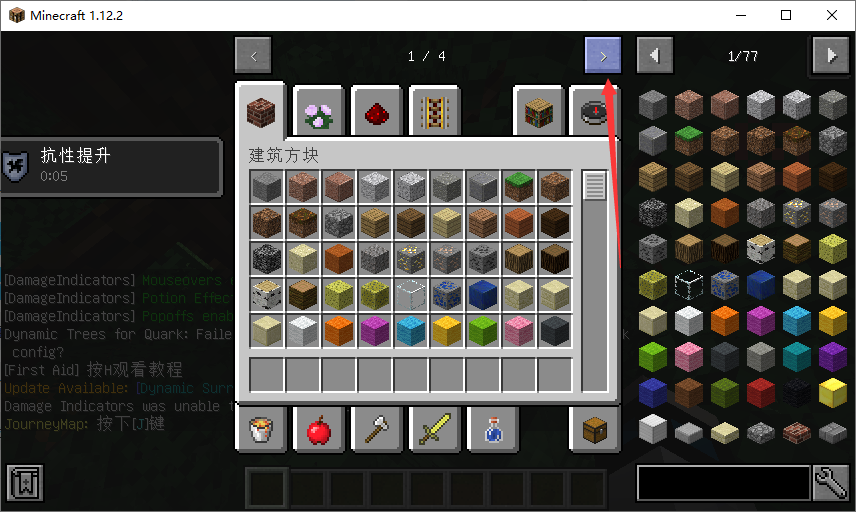 Minecraft 1.12.2
< 1 / 4 >
1/77
抗性提升
0:05
建筑方块
[DamageIndicators] Mouseovers
[DamageIndicators] Potion Effec
[DamageIndicators] Popoffs enab
Dynamic Trees for Quark: Faile
config?
[First Aid] 按H观看教程
Update Available: [Dynamic Surr
Damage Indicators was unable t
JourneyMap: 按下[J]键